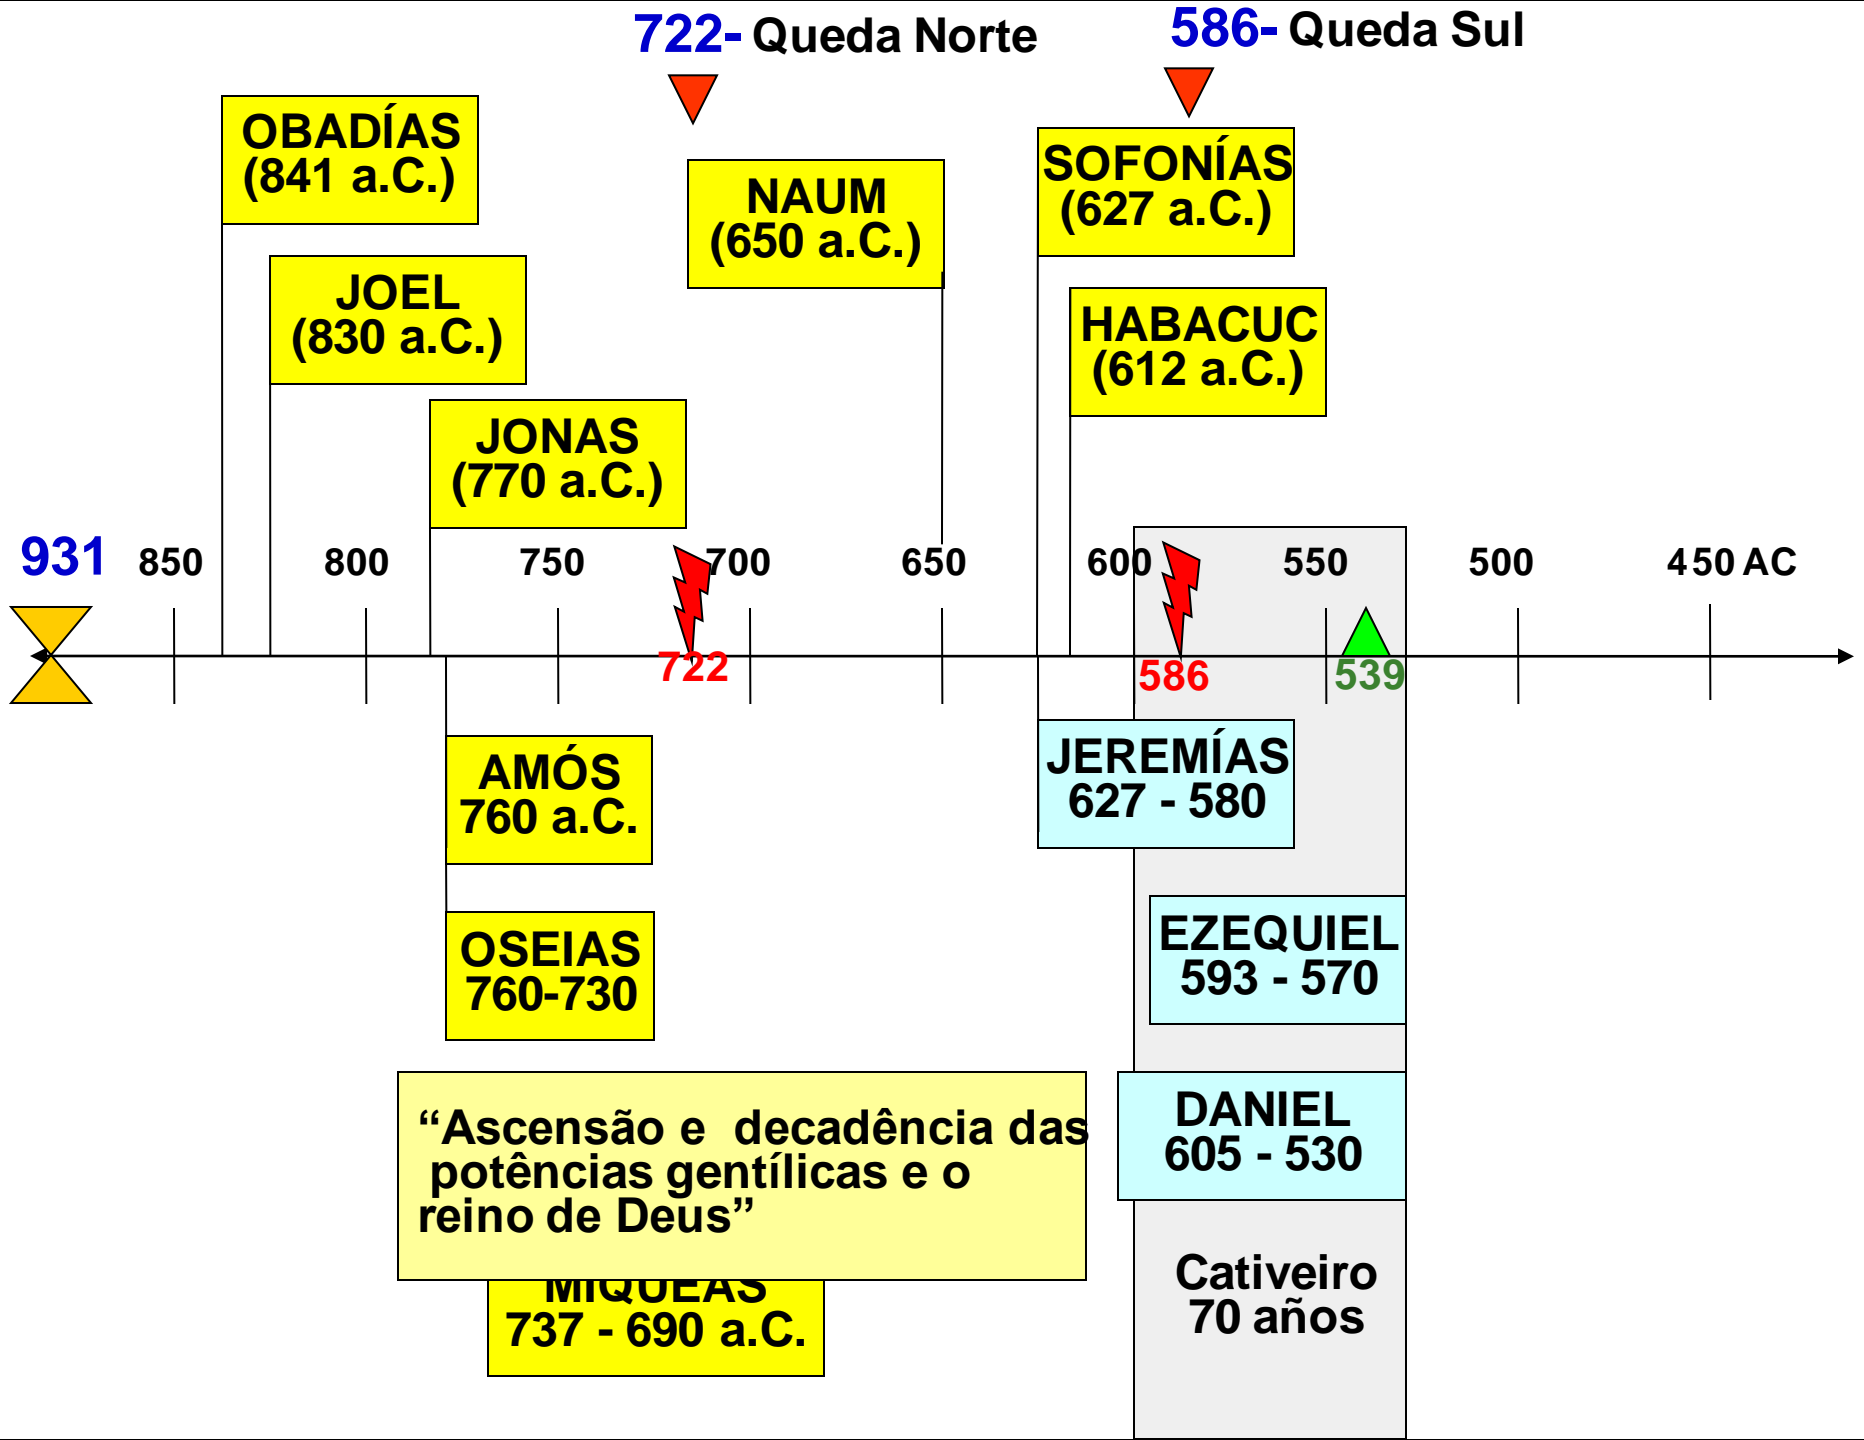 722- Queda Norte
586- Queda Sul
OBADÍAS
(841 a.C.)
JOEL
(830 a.C.)
JONAS
(770 a.C.)
NAUM
(650 a.C.)
SOFONÍAS
(627 a.C.)
HABACUC
(612 a.C.)
931 850 800 750 700 650 600 550 500 450 AC
722 586 539
AMÓS
760 a.C.
OSEIAS
760-730
JEREMÍAS
627 - 580
EZEQUIEL
593 - 570
DANIEL
605 - 530
“Ascensão e decadência das
potências gentílicas e o
reino de Deus”
MIQUEAS
737 - 690 a.C.
Cativeiro
70 años